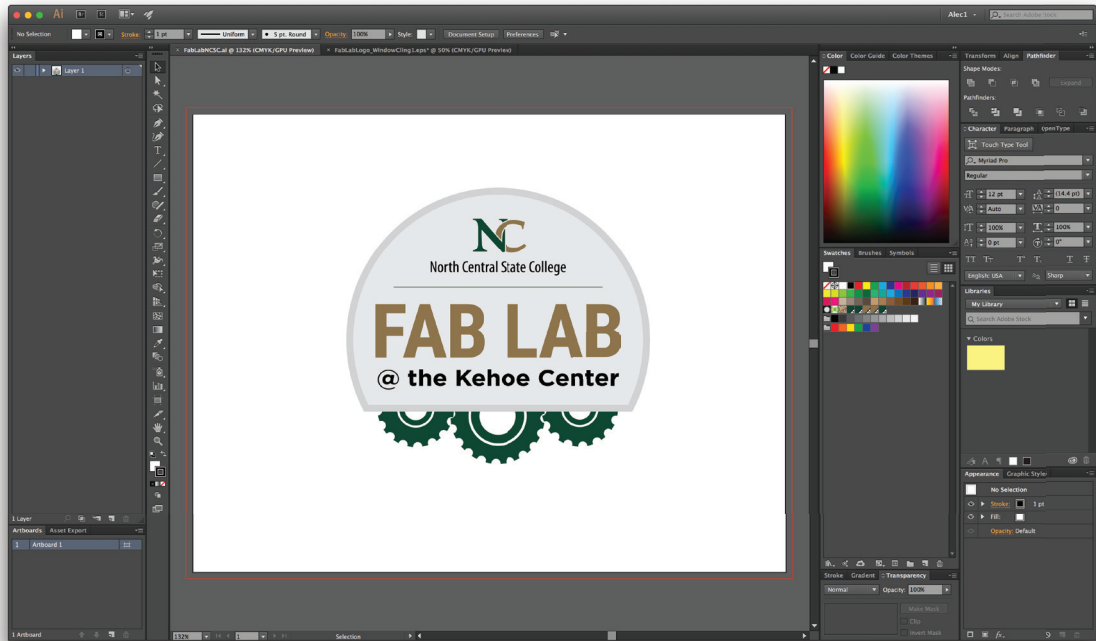 Ai
Br
St
Alec1
Search Adobe Stock
No Selection
Stroke:
1 pt
Uniform
5 pt. Round
Opacity:
100%
Style:
Document Setup
Preferences
× FabLabNCSC.ai @ 132% (CMYK/GPU Preview)
× FabLabLogo_WindowCling1.eps* @ 50% (CMYK/GPU Preview)
Layers
Layer 1
NC
North Central State College
FAB LAB
@ the Kehoe Center
1 Layer
Artboards Asset Export
1 Artboard 1
1 Artboard
132%
1
Selection
Color Color Guide Color Themes
Swatches Brushes Symbols
Stroke Gradient Transparency
Normal
Opacity: 100%
Make Mask
Clip
Invert Mask
Transform Align Pathfinder
Shape Modes:
Expand
Pathfinders:
Character Paragraph OpenType
Touch Type Tool
Myriad Pro
Regular
12 pt
(14.4 pt)
Auto
0
100%
100%
0 pt
0°
English: USA
Sharp
Libraries
My Library
Search Adobe Stock
Colors
Appearance Graphic Styles
No Selection
Stroke: 1 pt
Fill:
Opacity: Default